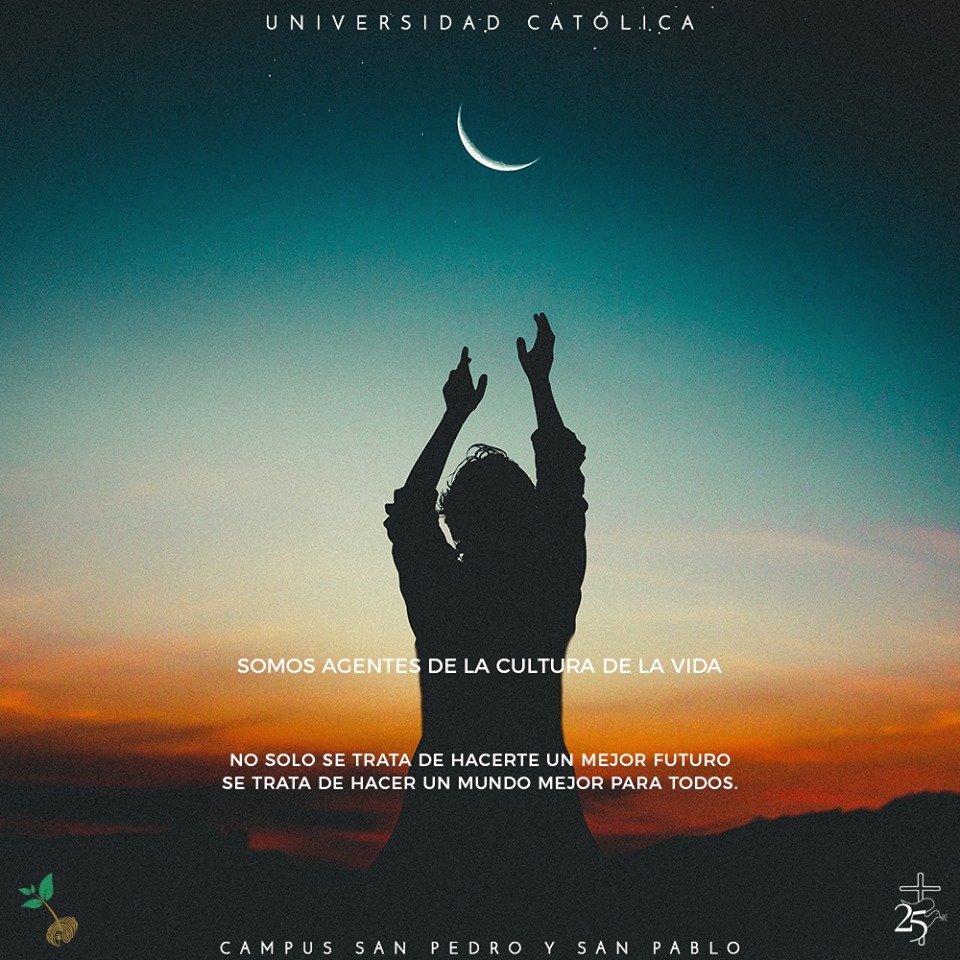 UNIVERSIDAD CATÓLICA
SOMOS AGENTES DE LA CULTURA DE LA VIDA
NO SOLO SE TRATA DE HACERTE UN MEJOR FUTURO
SE TRATA DE HACER UN MUNDO MEJOR PARA TODOS.
25
CAMPUS SAN PEDRO Y SAN PABLO